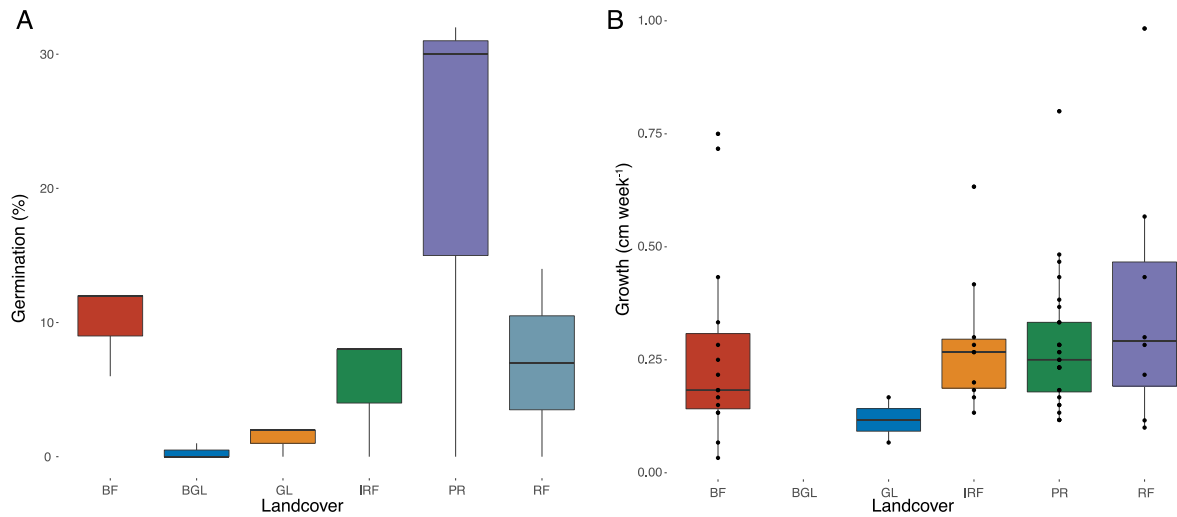 A
Germination (%)
30
20
10
0
BF BGL GL IRF PR RF
Landcover
B
Growth (cm week⁻¹)
1.00
0.75
0.50
0.25
0.00
BF BGL GL IRF PR RF
Landcover